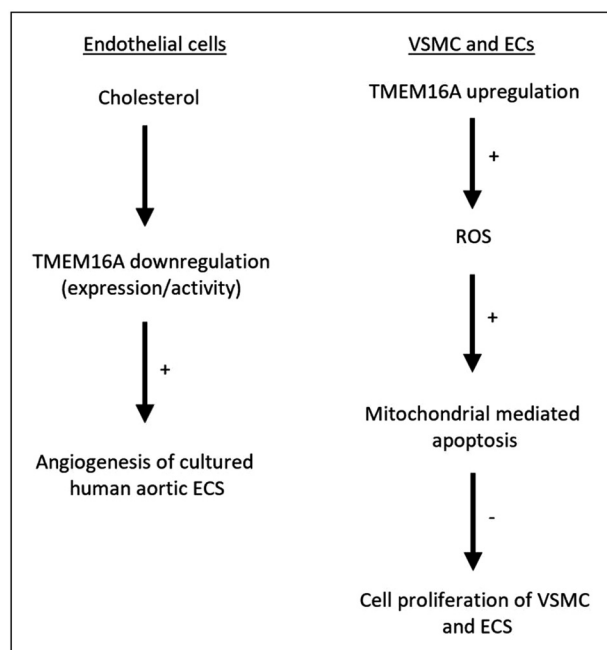 Endothelial cells
Cholesterol
TMEM16A downregulation
(expression/activity)
+
Angiogenesis of cultured
human aortic ECS
VSMC and ECs
TMEM16A upregulation
+
ROS
+
Mitochondrial mediated
apoptosis
-
Cell proliferation of VSMC
and ECS